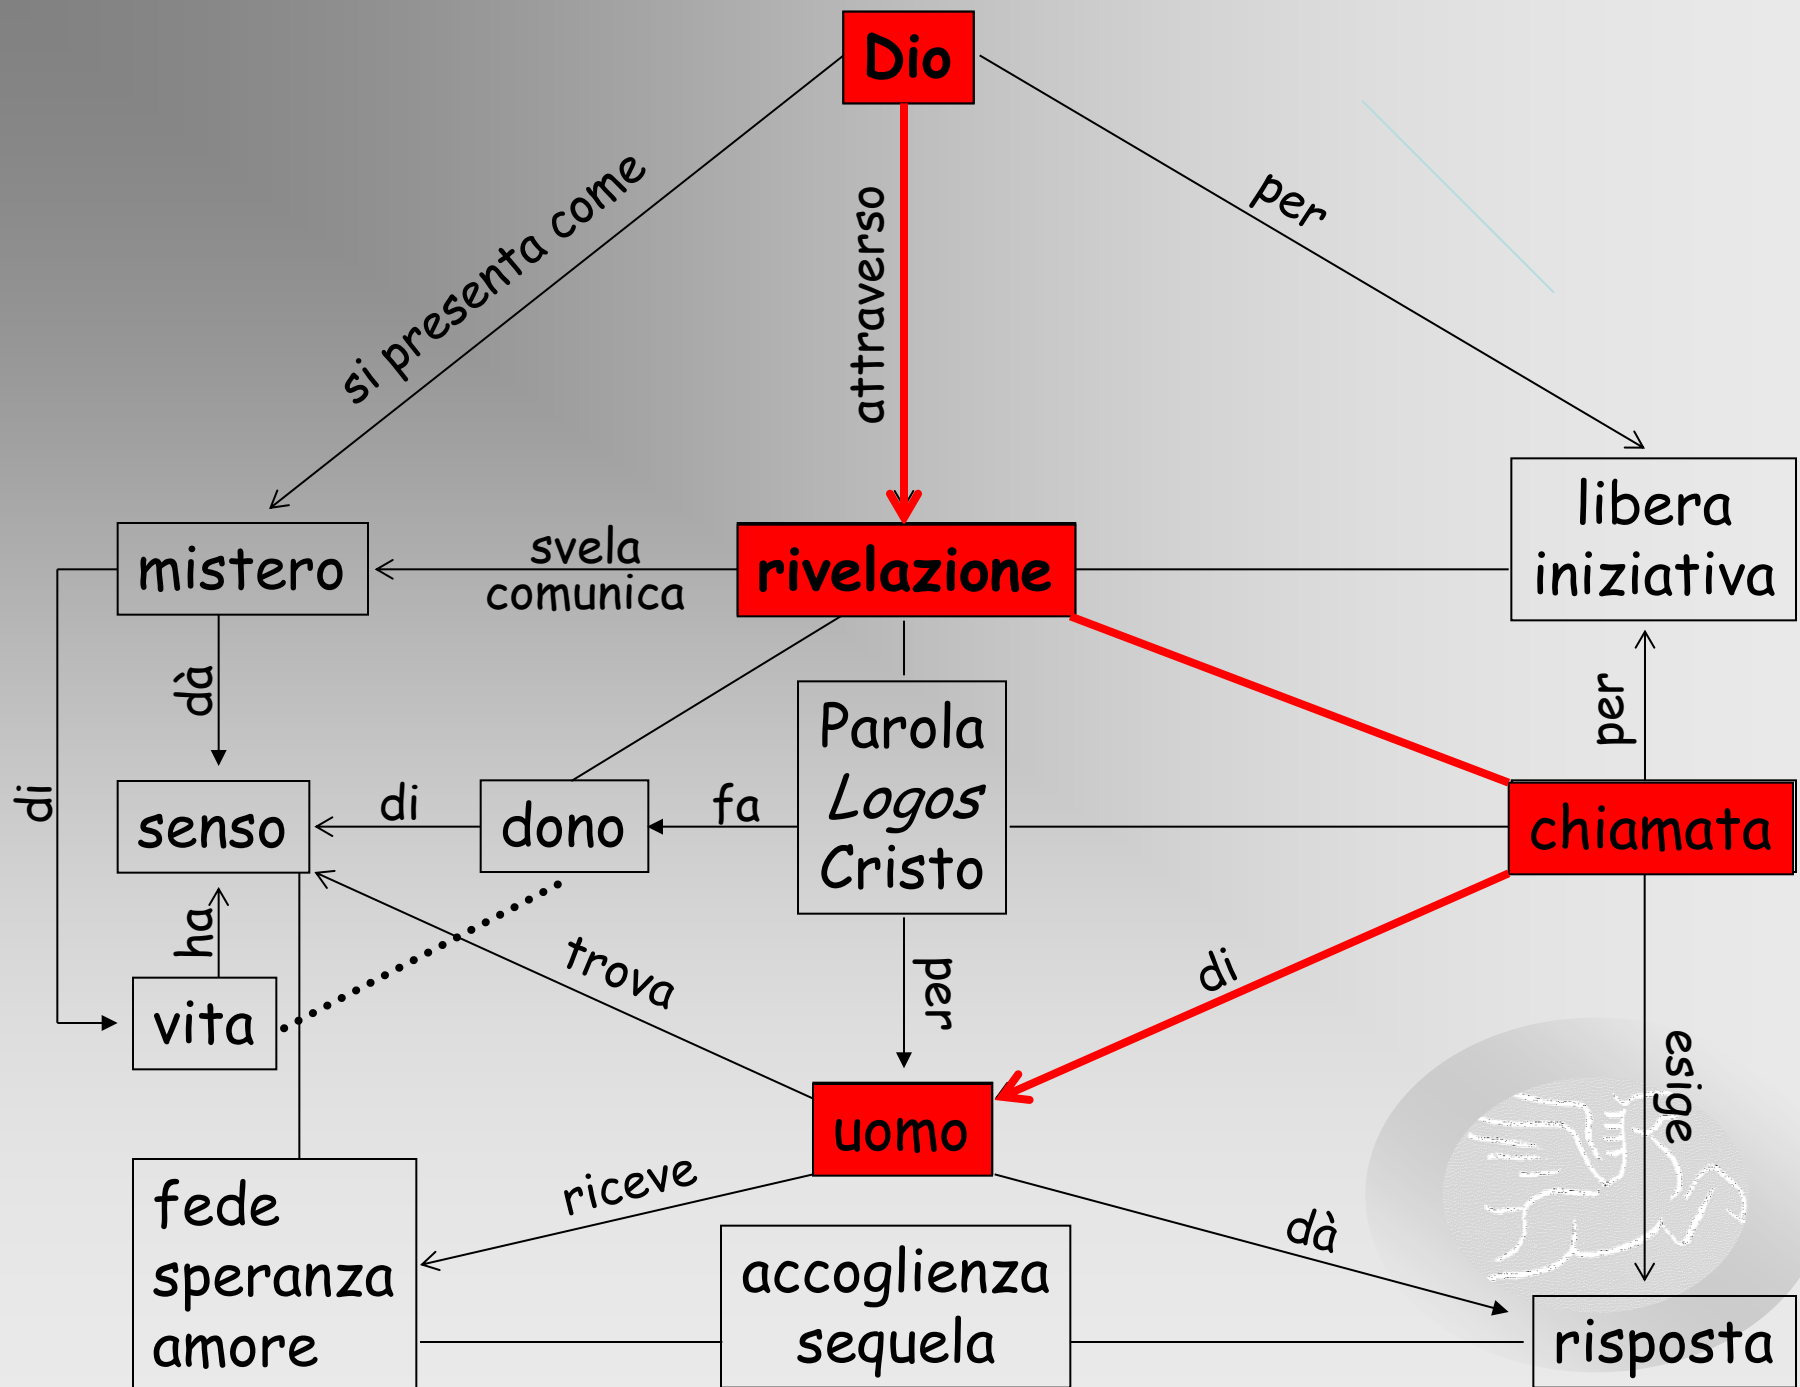 Dio
si presenta come
attraverso
per
libera
iniziativa
mistero
svela
comunica
rivelazione
dà
per
di
Parola
Logos
Cristo
senso
di
dono
fa
chiamata
ha
trova
per
di
vita
esige
uomo
riceve
dà
fede
speranza
amore
accoglienza
sequela
risposta